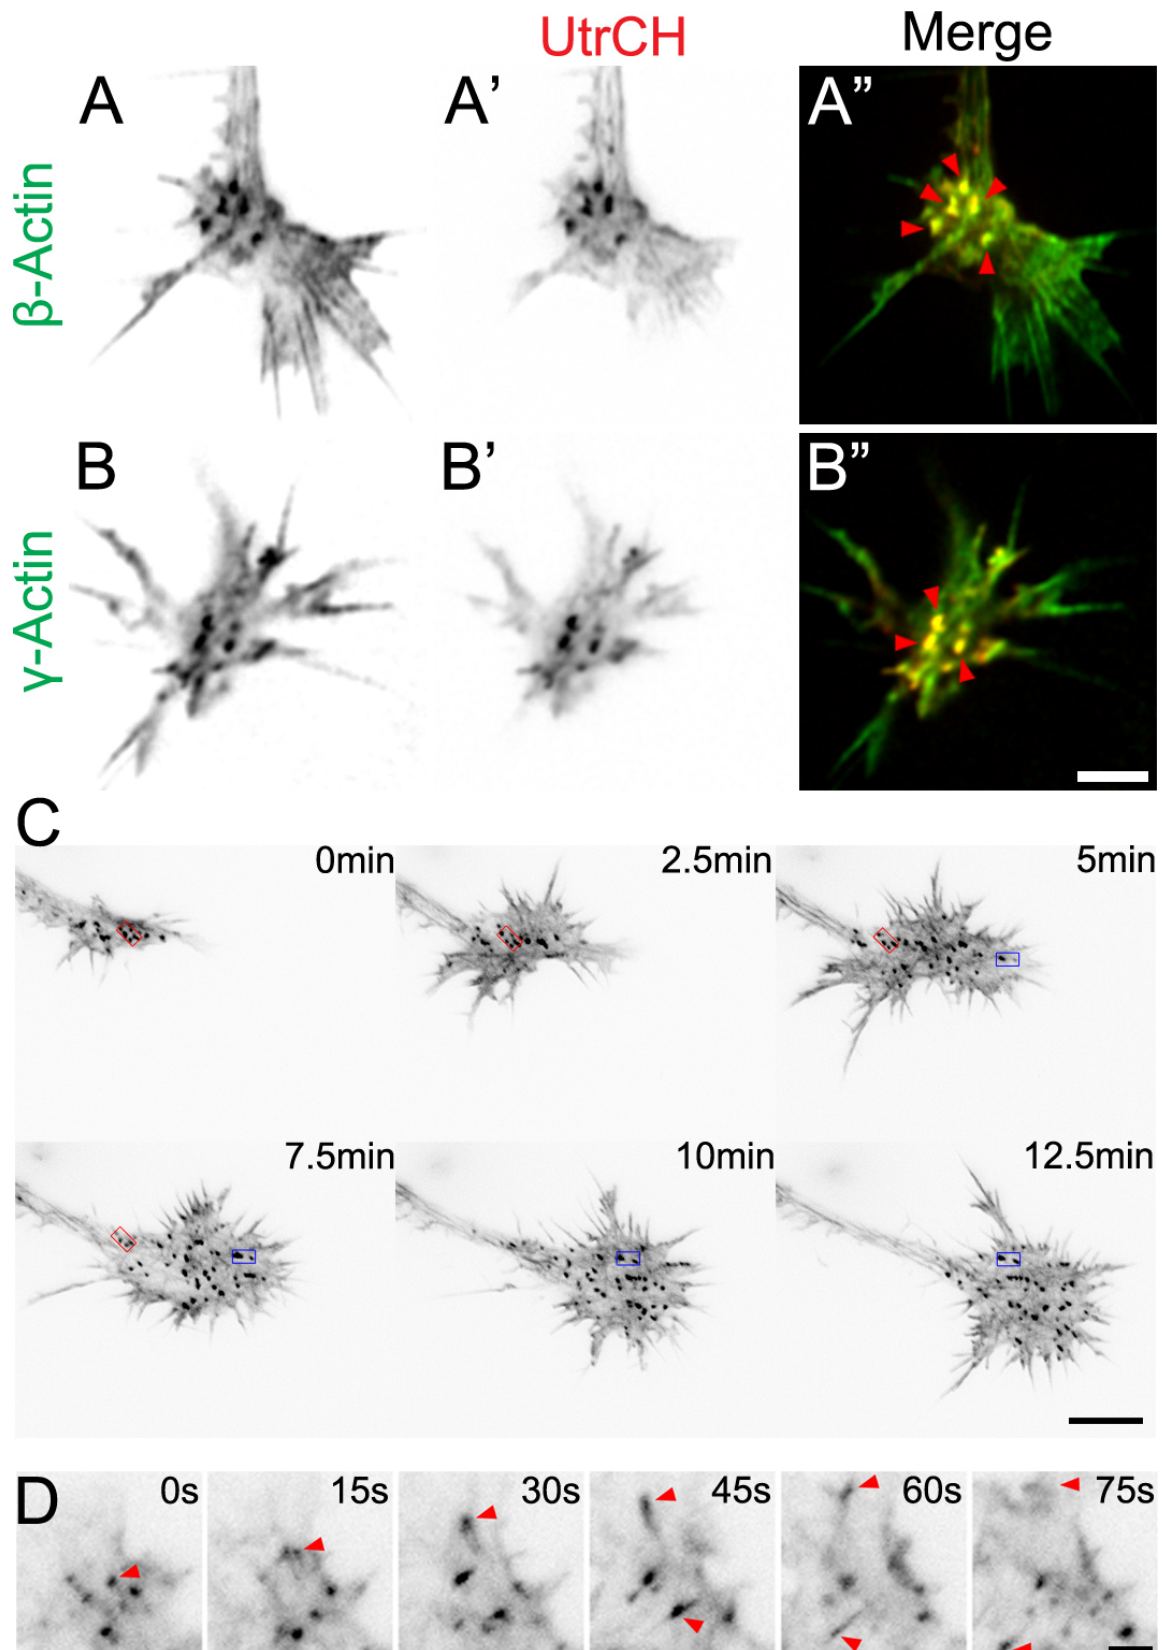 UtrCH
Merge
A
A’
A”
β-Actin
B
B’
B”
γ-Actin
C
0min
2.5min
5min
7.5min
10min
12.5min
D
0s
15s
30s
45s
60s
75s